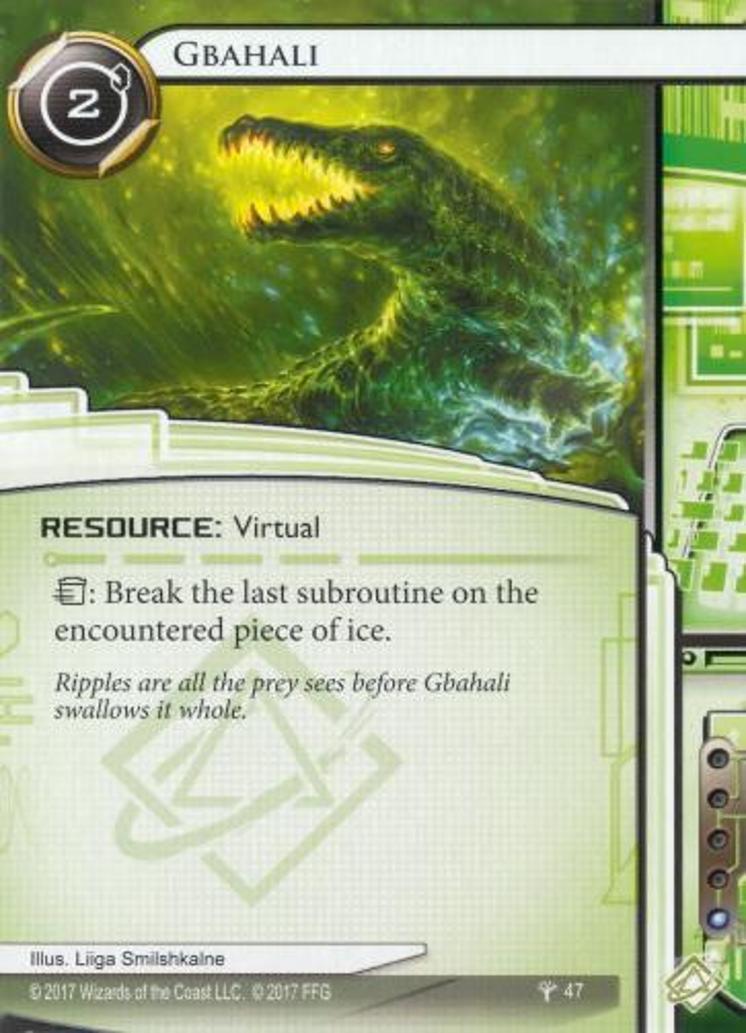 GBAHALI
2
RESOURCE: Virtual
: Break the last subroutine on the
encountered piece of ice.
Ripples are all the prey sees before Gbahali
swallows it whole.
Illus. Liiga Smilshkalne
© 2017 Wizards of the Coast LLC. © 2017 FFG
47